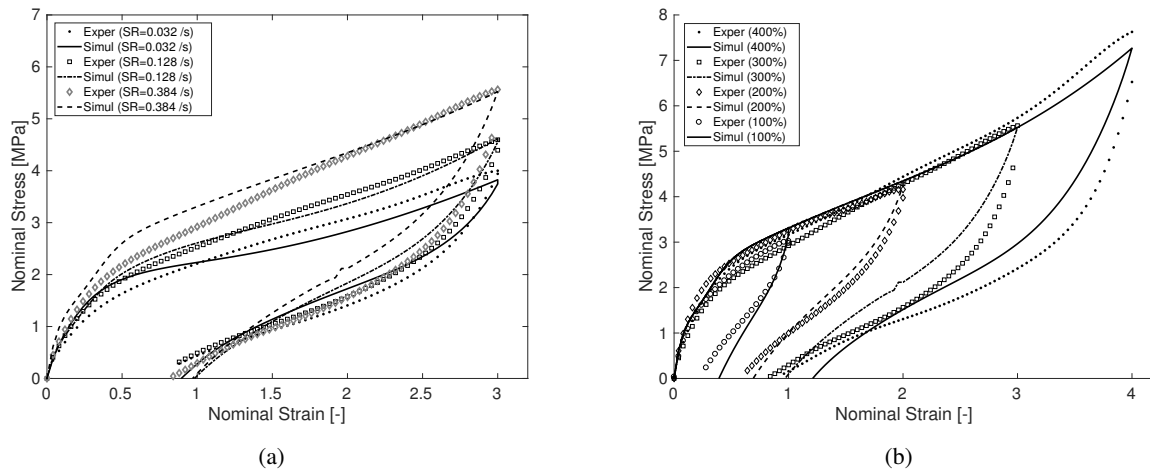 7
6
5
4
3
2
1
0
Nominal Stress [MPa]
Exper (SR=0.032 /s)
Simul (SR=0.032 /s)
Exper (SR=0.128 /s)
Simul (SR=0.128 /s)
Exper (SR=0.384 /s)
Simul (SR=0.384 /s)
0 0.5 1 1.5 2 2.5 3
Nominal Strain [-]
(a)
8
7
6
5
4
3
2
1
0
Nominal Stress [MPa]
Exper (400%)
Simul (400%)
Exper (300%)
Simul (300%)
Exper (200%)
Simul (200%)
Exper (100%)
Simul (100%)
0 1 2 3 4
Nominal Strain [-]
(b)